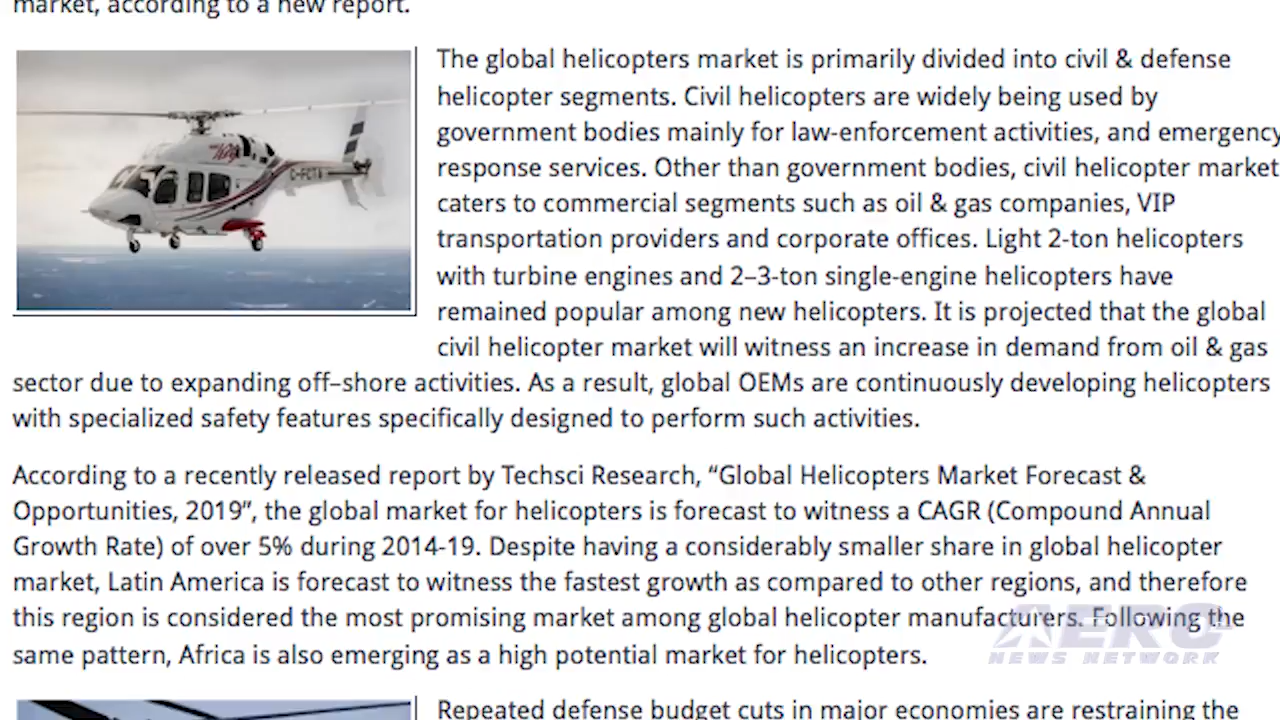 market, according to a new report.
The global helicopters market is primarily divided into civil & defense
helicopter segments. Civil helicopters are widely being used by
government bodies mainly for law-enforcement activities, and emergency
response services. Other than government bodies, civil helicopter market
caters to commercial segments such as oil & gas companies, VIP
transportation providers and corporate offices. Light 2-ton helicopters
with turbine engines and 2–3-ton single-engine helicopters have
remained popular among new helicopters. It is projected that the global
civil helicopter market will witness an increase in demand from oil & gas
sector due to expanding off–shore activities. As a result, global OEMs are continuously developing helicopters
with specialized safety features specifically designed to perform such activities.
According to a recently released report by Techsci Research, “Global Helicopters Market Forecast &
Opportunities, 2019”, the global market for helicopters is forecast to witness a CAGR (Compound Annual
Growth Rate) of over 5% during 2014-19. Despite having a considerably smaller share in global helicopter
market, Latin America is forecast to witness the fastest growth as compared to other regions, and therefore
this region is considered the most promising market among global helicopter manufacturers. Following the
same pattern, Africa is also emerging as a high potential market for helicopters.
AERO
NEWS NETWORK
Repeated defense budget cuts in major economies are restraining the